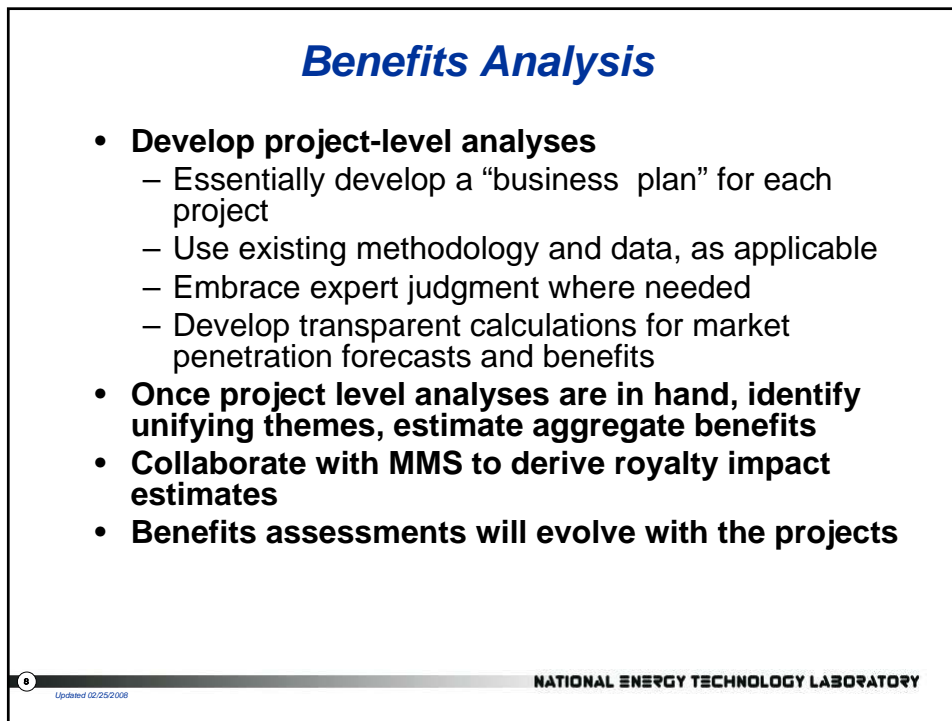 Benefits Analysis
• Develop project-level analyses
– Essentially develop a “business plan” for each
project
– Use existing methodology and data, as applicable
– Embrace expert judgment where needed
– Develop transparent calculations for market
penetration forecasts and benefits
• Once project level analyses are in hand, identify
unifying themes, estimate aggregate benefits
• Collaborate with MMS to derive royalty impact
estimates
• Benefits assessments will evolve with the projects
8
Updated 02/25/2008
NATIONAL ENERGY TECHNOLOGY LABORATORY